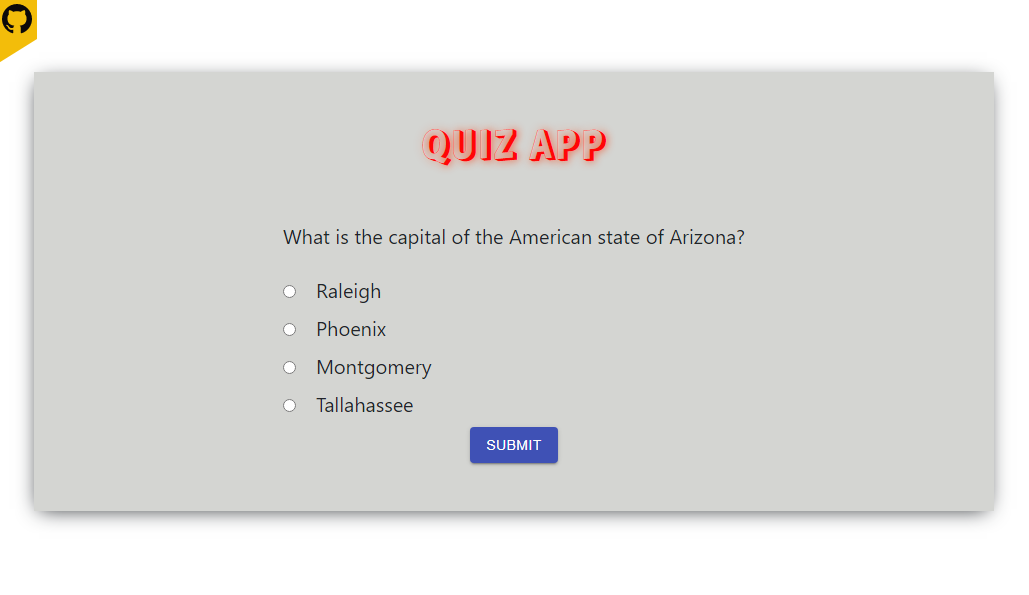 QUIZ APP
What is the capital of the American state of Arizona?
Raleigh
Phoenix
Montgomery
Tallahassee
SUBMIT